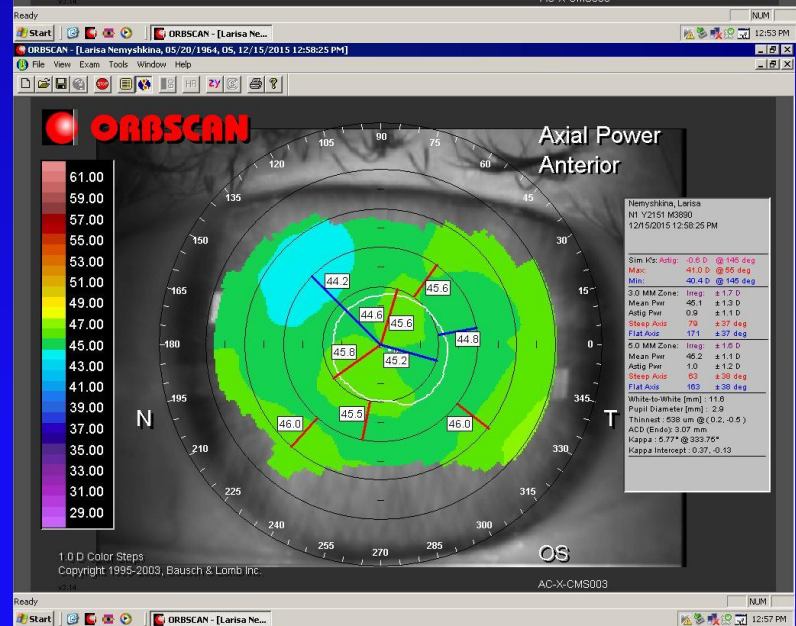 AC-X-CMS003
Ready
NUM
Start
ORBSCAN - [Larisa Ne...
12:53 PM
ORBSCAN - [Larisa Nemyshkina, 05/20/1964, OS, 12/15/2015 12:58:25 PM]
File View Exam Tools Window Help
STOP HR ZY ?
ORBSCAN
Axial Power
Anterior
61.00
59.00
57.00
55.00
53.00
51.00
49.00
47.00
45.00
43.00
41.00
39.00
37.00
35.00
33.00
31.00
29.00
105 90 75
120 60
135 45
150 30
165 15
180 0
195 345
210 330
225 315
240 300
255 270 285
44.2
45.6
44.6
45.6
44.8
45.8
45.2
45.5
46.0
46.0
N
T
OS
Nemyshkina, Larisa
N1 Y2151 M3890
12/15/2015 12:58:25 PM
Sim K's: Astig: -0.6 D @ 145 deg
Max: 41.0 D @ 55 deg
Min: 40.4 D @ 145 deg
3.0 MM Zone: Irreg: ± 1.7 D
Mean Pwr 45.1 ± 1.3 D
Astig Pwr 0.9 ± 1.1 D
Steep Axis 79 ± 37 deg
Flat Axis 171 ± 37 deg
5.0 MM Zone: Irreg: ± 1.6 D
Mean Pwr 45.2 ± 1.1 D
Astig Pwr 1.0 ± 1.2 D
Steep Axis 63 ± 38 deg
Flat Axis 163 ± 38 deg
White-to-White [mm] : 11.6
Pupil Diameter [mm] : 2.9
Thinnest : 538 um @ ( 0.2, -0.5 )
ACD (Endo): 3.07 mm
Kappa : 5.77° @ 333.75°
Kappa Intercept : 0.37, -0.13
1.0 D Color Steps
Copyright 1995-2003, Bausch & Lomb Inc.
AC-X-CMS003
Ready
NUM
Start
ORBSCAN - [Larisa Ne...
12:57 PM